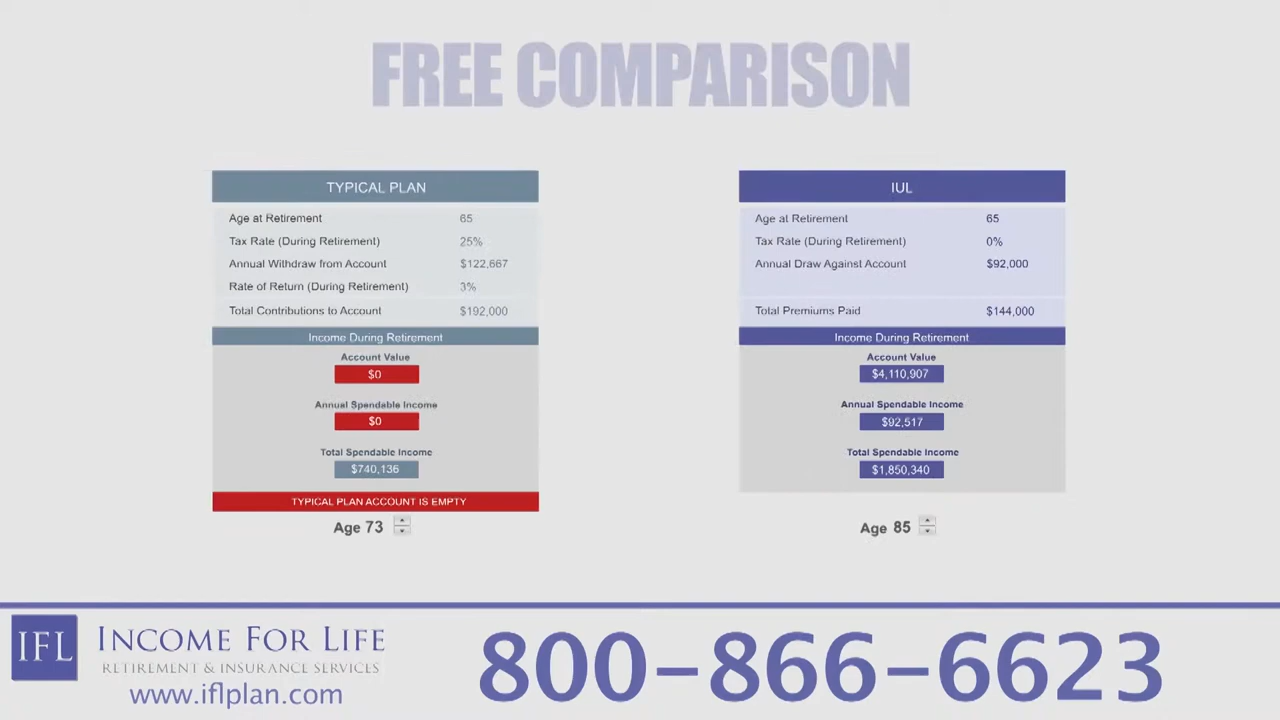 FREE COMPARISON
TYPICAL PLAN
Age at Retirement 65
Tax Rate (During Retirement) 25%
Annual Withdraw from Account $122,667
Rate of Return (During Retirement) 3%
Total Contributions to Account $192,000
Income During Retirement
Account Value
$0
Annual Spendable Income
$0
Total Spendable Income
$740,136
TYPICAL PLAN ACCOUNT IS EMPTY
Age 73
IUL
Age at Retirement 65
Tax Rate (During Retirement) 0%
Annual Draw Against Account $92,000
Total Premiums Paid $144,000
Income During Retirement
Account Value
$4,110,907
Annual Spendable Income
$92,517
Total Spendable Income
$1,850,340
Age 85
IFL
INCOME FOR LIFE
RETIREMENT & INSURANCE SERVICES
www.iflplan.com
800-866-6623